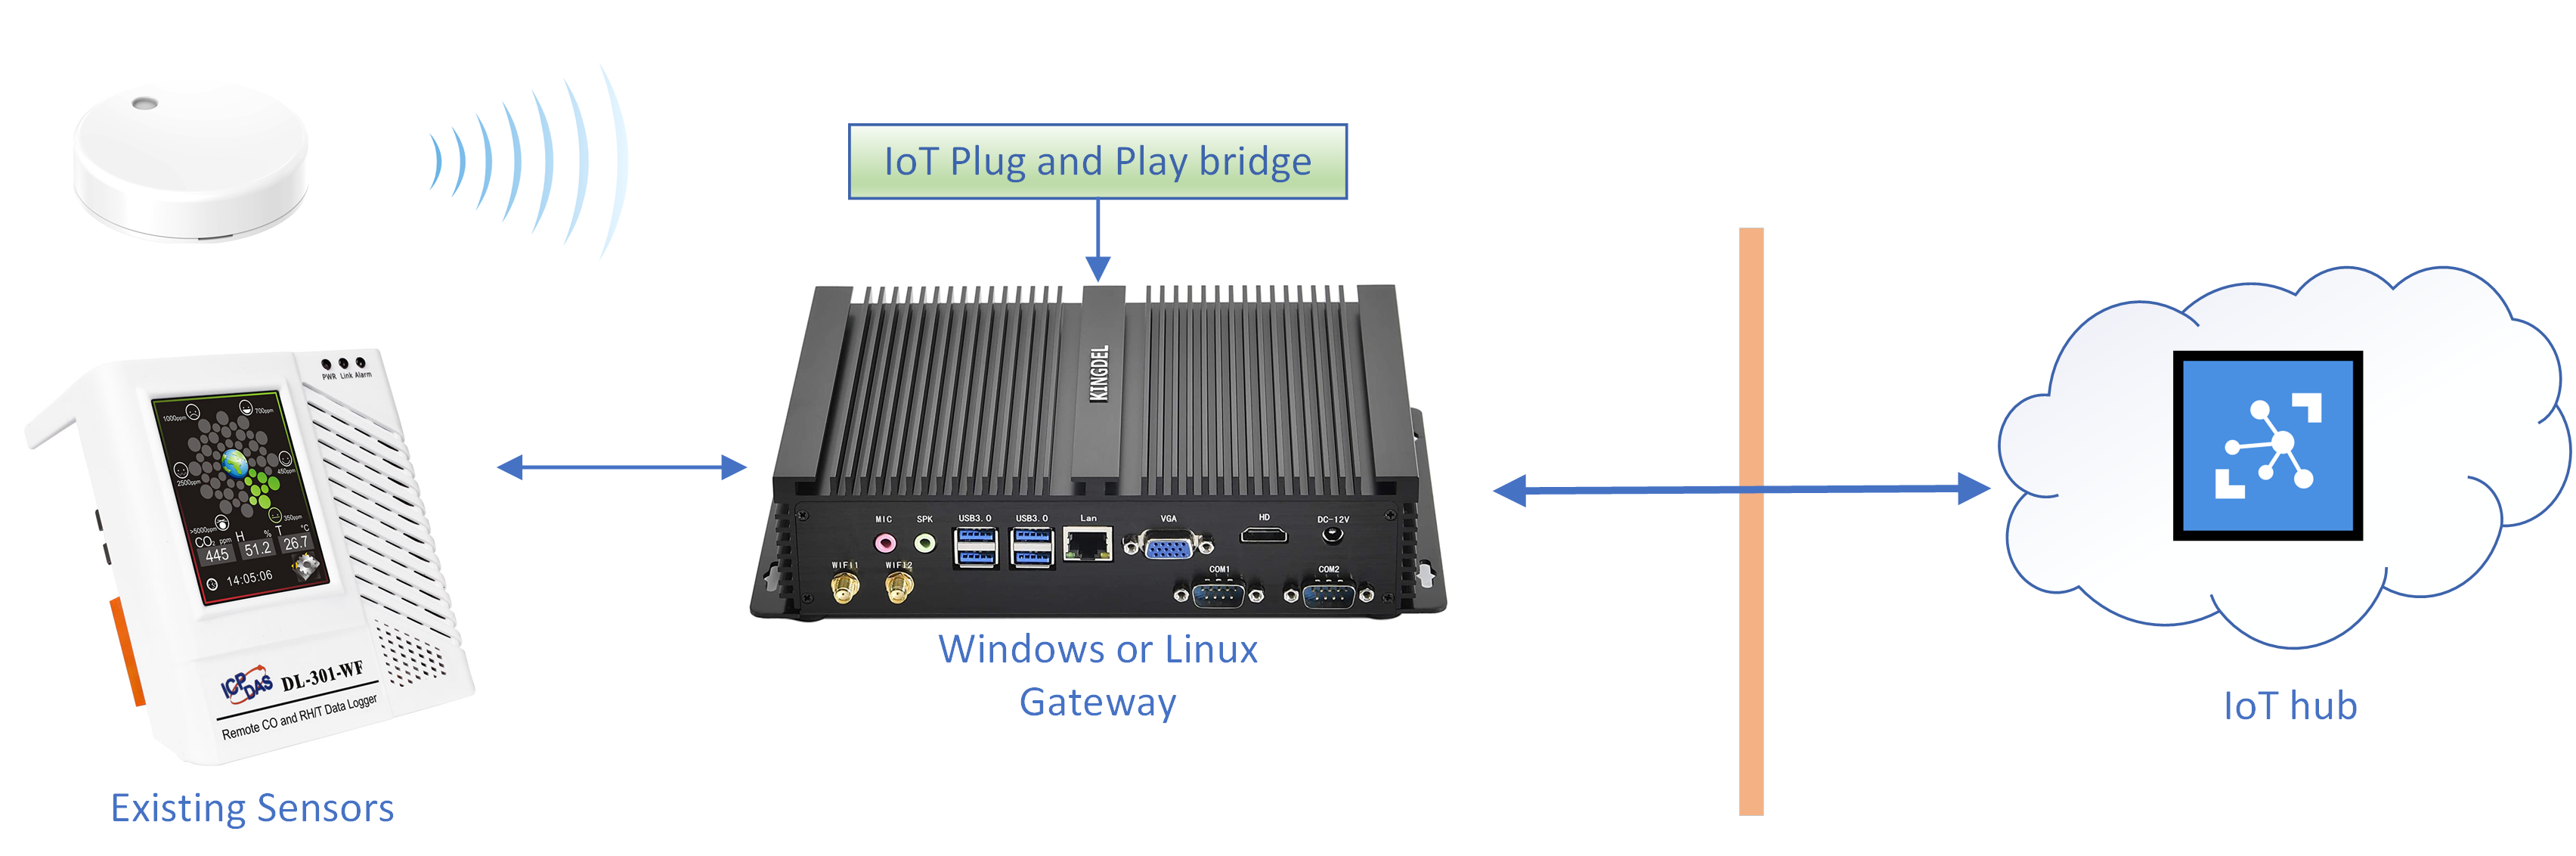 IoT Plug and Play bridge
KINGDEL
PWR Link Alarm
1000ppm
700ppm
450ppm
2500ppm
350ppm
>5000ppm
CO2 ppm H % T °C
445 51.2 26.7
14:05:06
ICP DAS DL-301-WF
Remote CO and RH/T Data Logger
Existing Sensors
MIC SPK USB3.0 USB3.0 Lan VGA HD DC-12V
WIFI1 WIFI2 COM1 COM2
Windows or Linux
Gateway
IoT hub